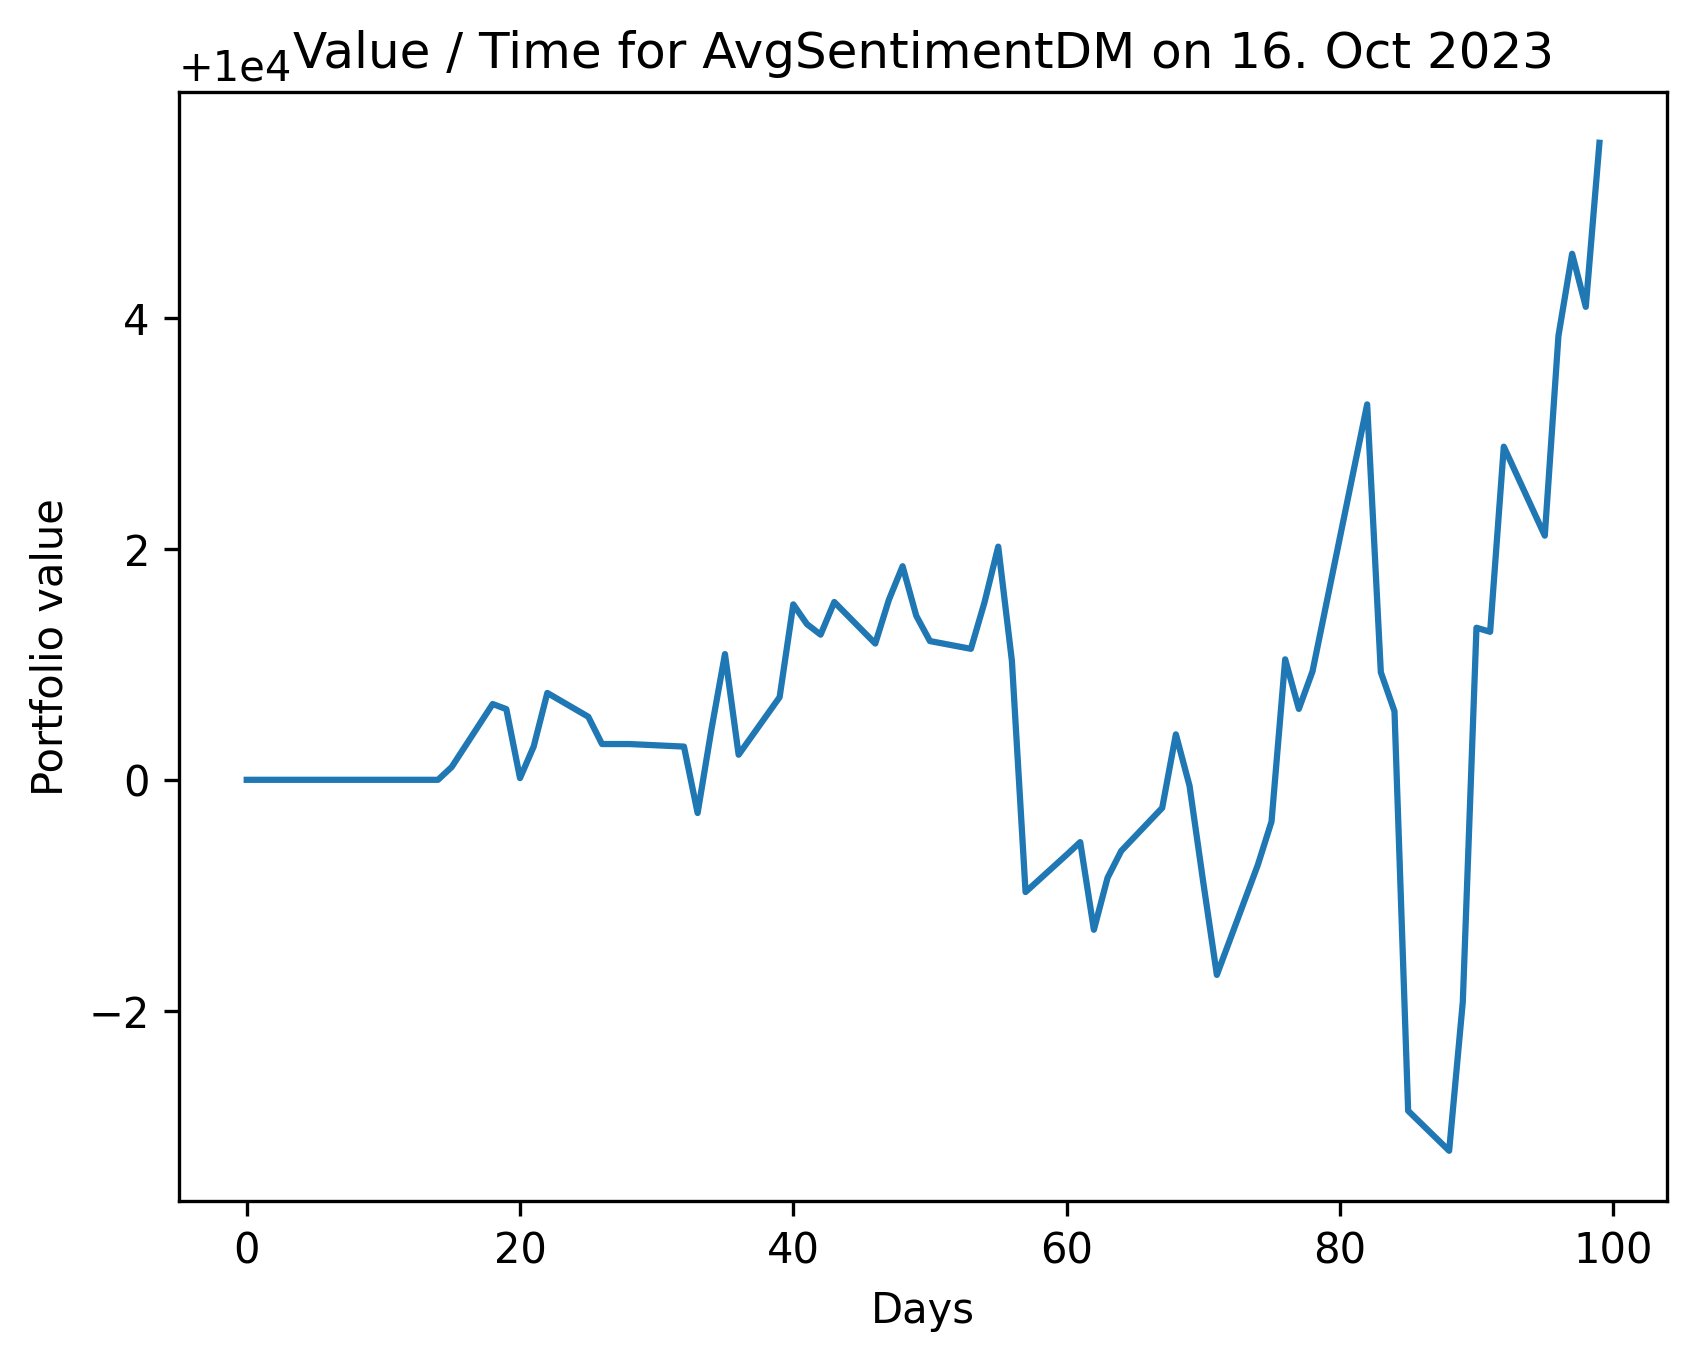 Value / Time for AvgSentimentDM on 16. Oct 2023
+1e4
Portfolio value
4
2
0
−2
0 20 40 60 80 100
Days